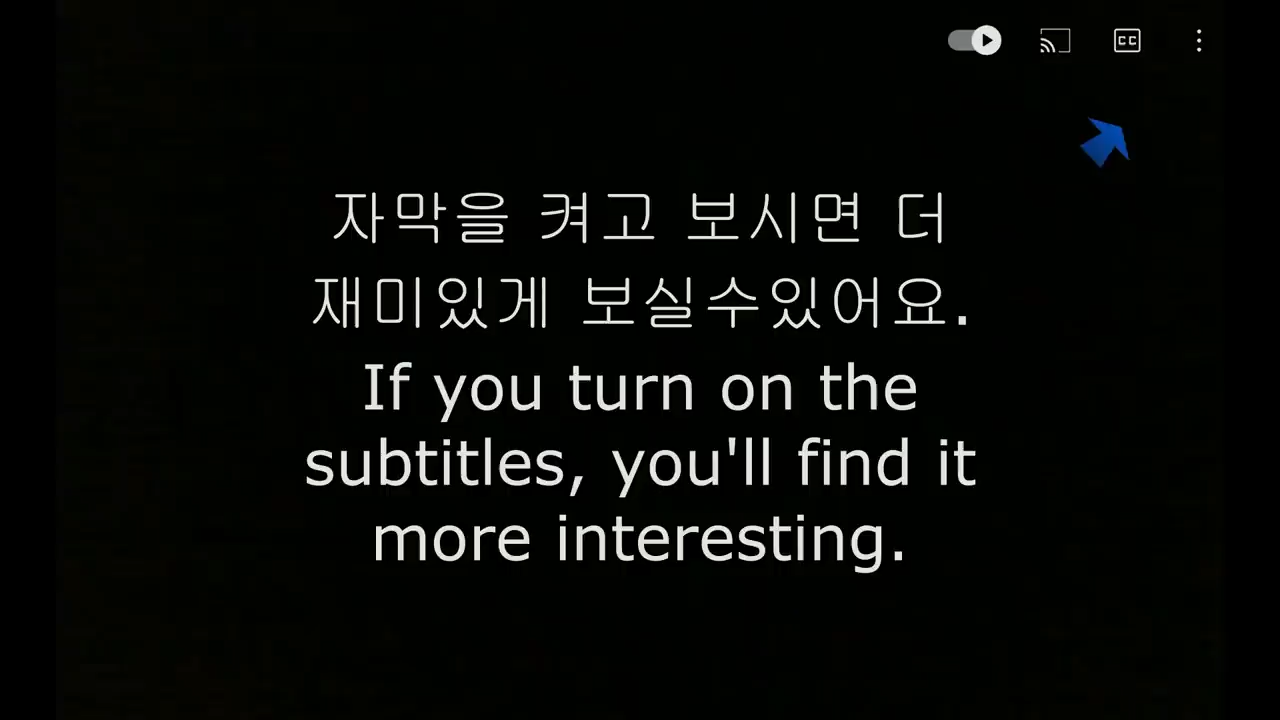 CC
자막을 켜고 보시면 더
재미있게 보실수있어요.
If you turn on the
subtitles, you'll find it
more interesting.